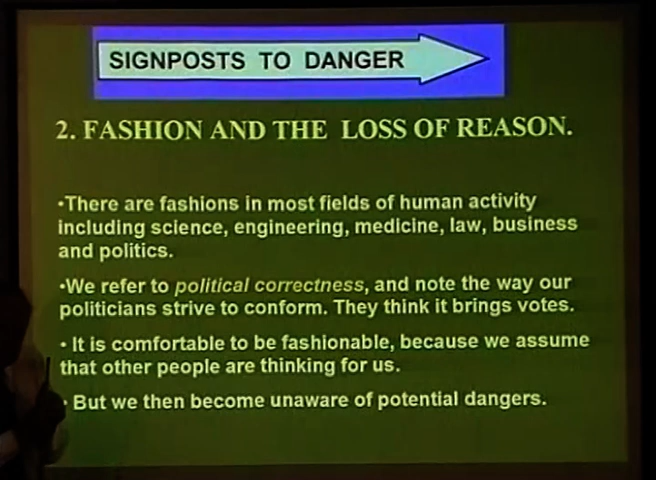 SIGNPOSTS TO DANGER
2. FASHION AND THE LOSS OF REASON.
•There are fashions in most fields of human activity
including science, engineering, medicine, law, business
and politics.
•We refer to political correctness, and note the way our
politicians strive to conform. They think it brings votes.
• It is comfortable to be fashionable, because we assume
that other people are thinking for us.
• But we then become unaware of potential dangers.